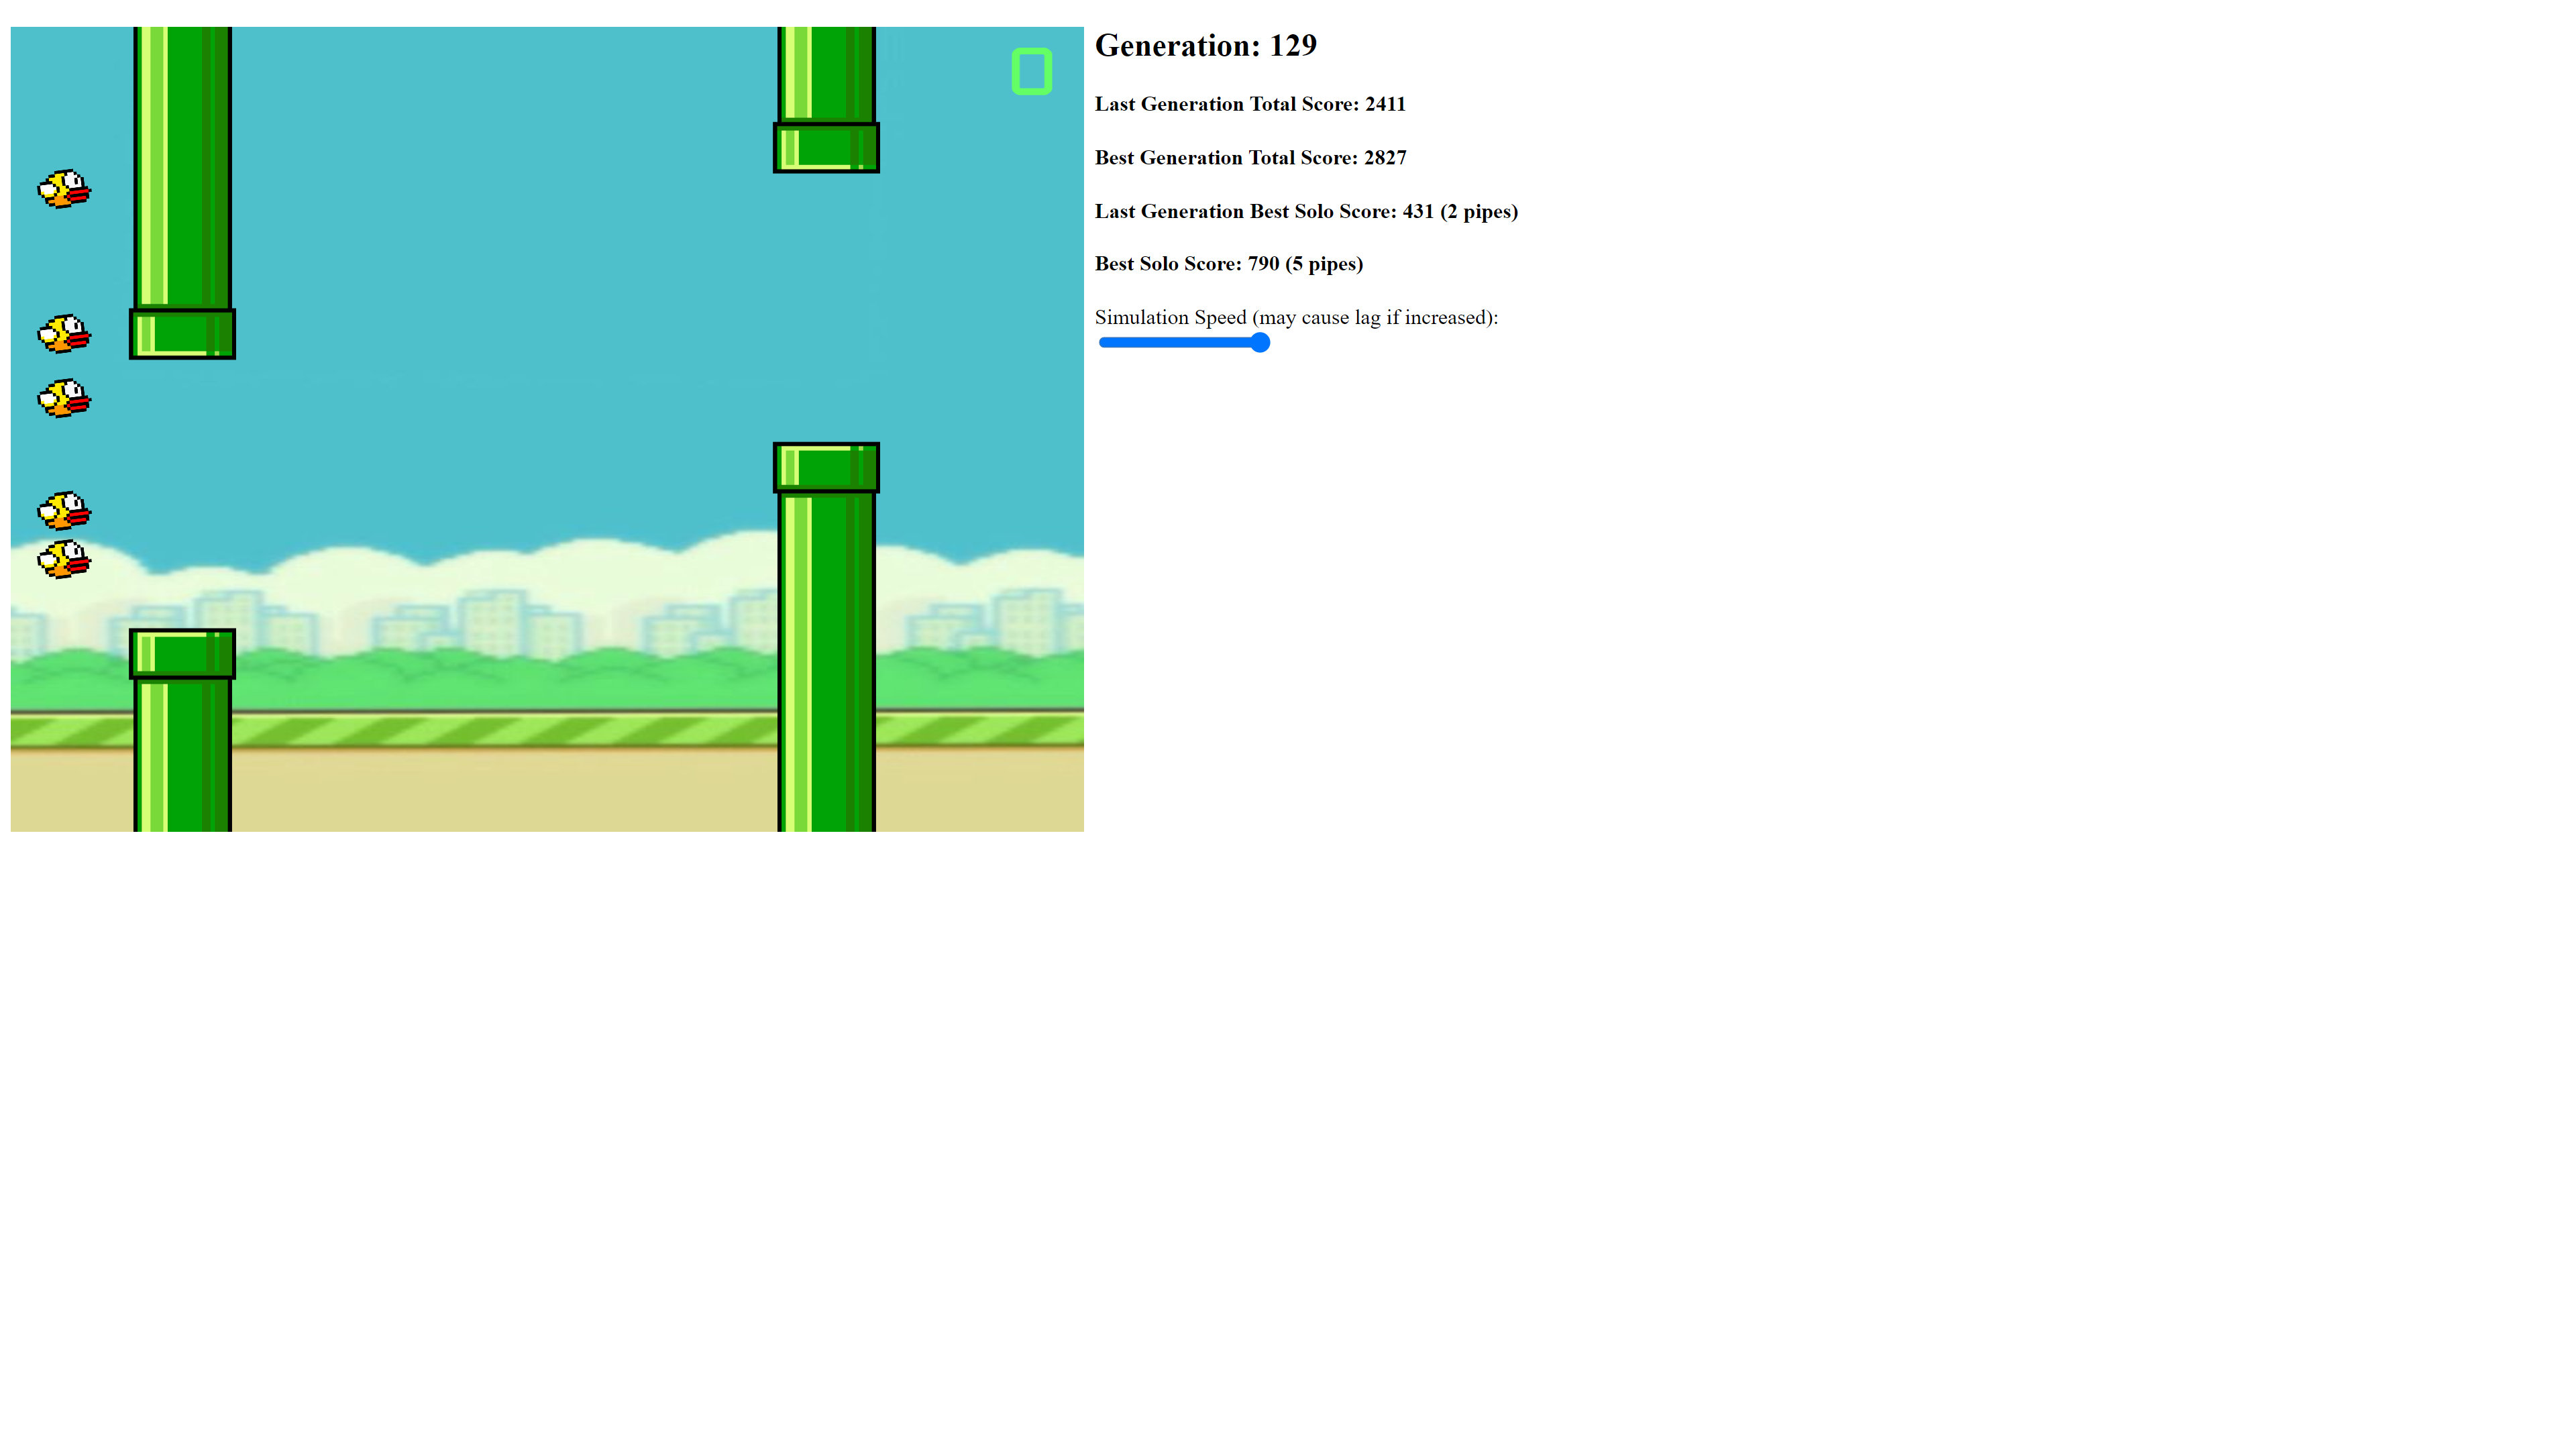 Generation: 129
Last Generation Total Score: 2411
Best Generation Total Score: 2827
Last Generation Best Solo Score: 431 (2 pipes)
Best Solo Score: 790 (5 pipes)
Simulation Speed (may cause lag if increased):
0